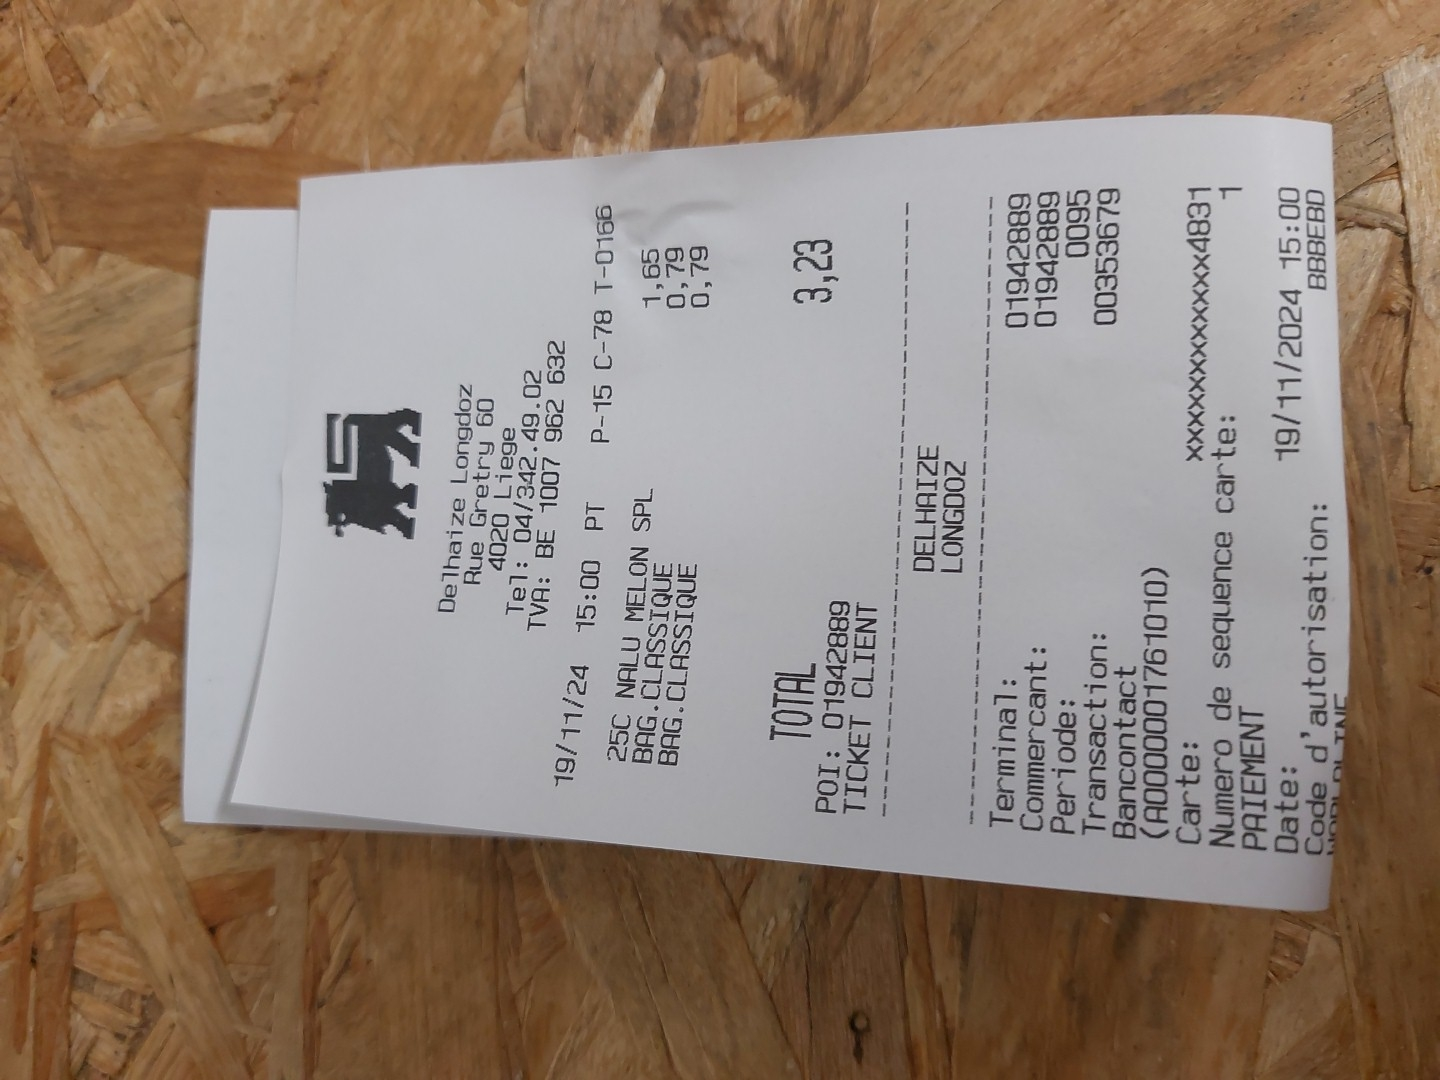 Delhaize Longdoz
Rue Gretry 60
4020 Liege
Tel: 04/342.49.02
TVA: BE 1007 962 632
19/11/24 15:00 PT P-15 C-78 T-0166
25C NALU MELON SPL 1,65
BAG.CLASSIQUE 0,79
BAG.CLASSIQUE 0,79
TOTAL 3,23
POI: 01942889
TICKET CLIENT
--------------------------------
DELHAIZE
LONGDOZ
--------------------------------
Terminal: 01942889
Commercant: 01942889
Periode: 0095
Transaction: 00353679
Bancontact
(A0000001761010)
Carte: xxxxxxxxxxxxx4831
Numero de sequence carte: 1
PAIEMENT
Date: 19/11/2024 15:00
Code d'autorisation: BBBEBD